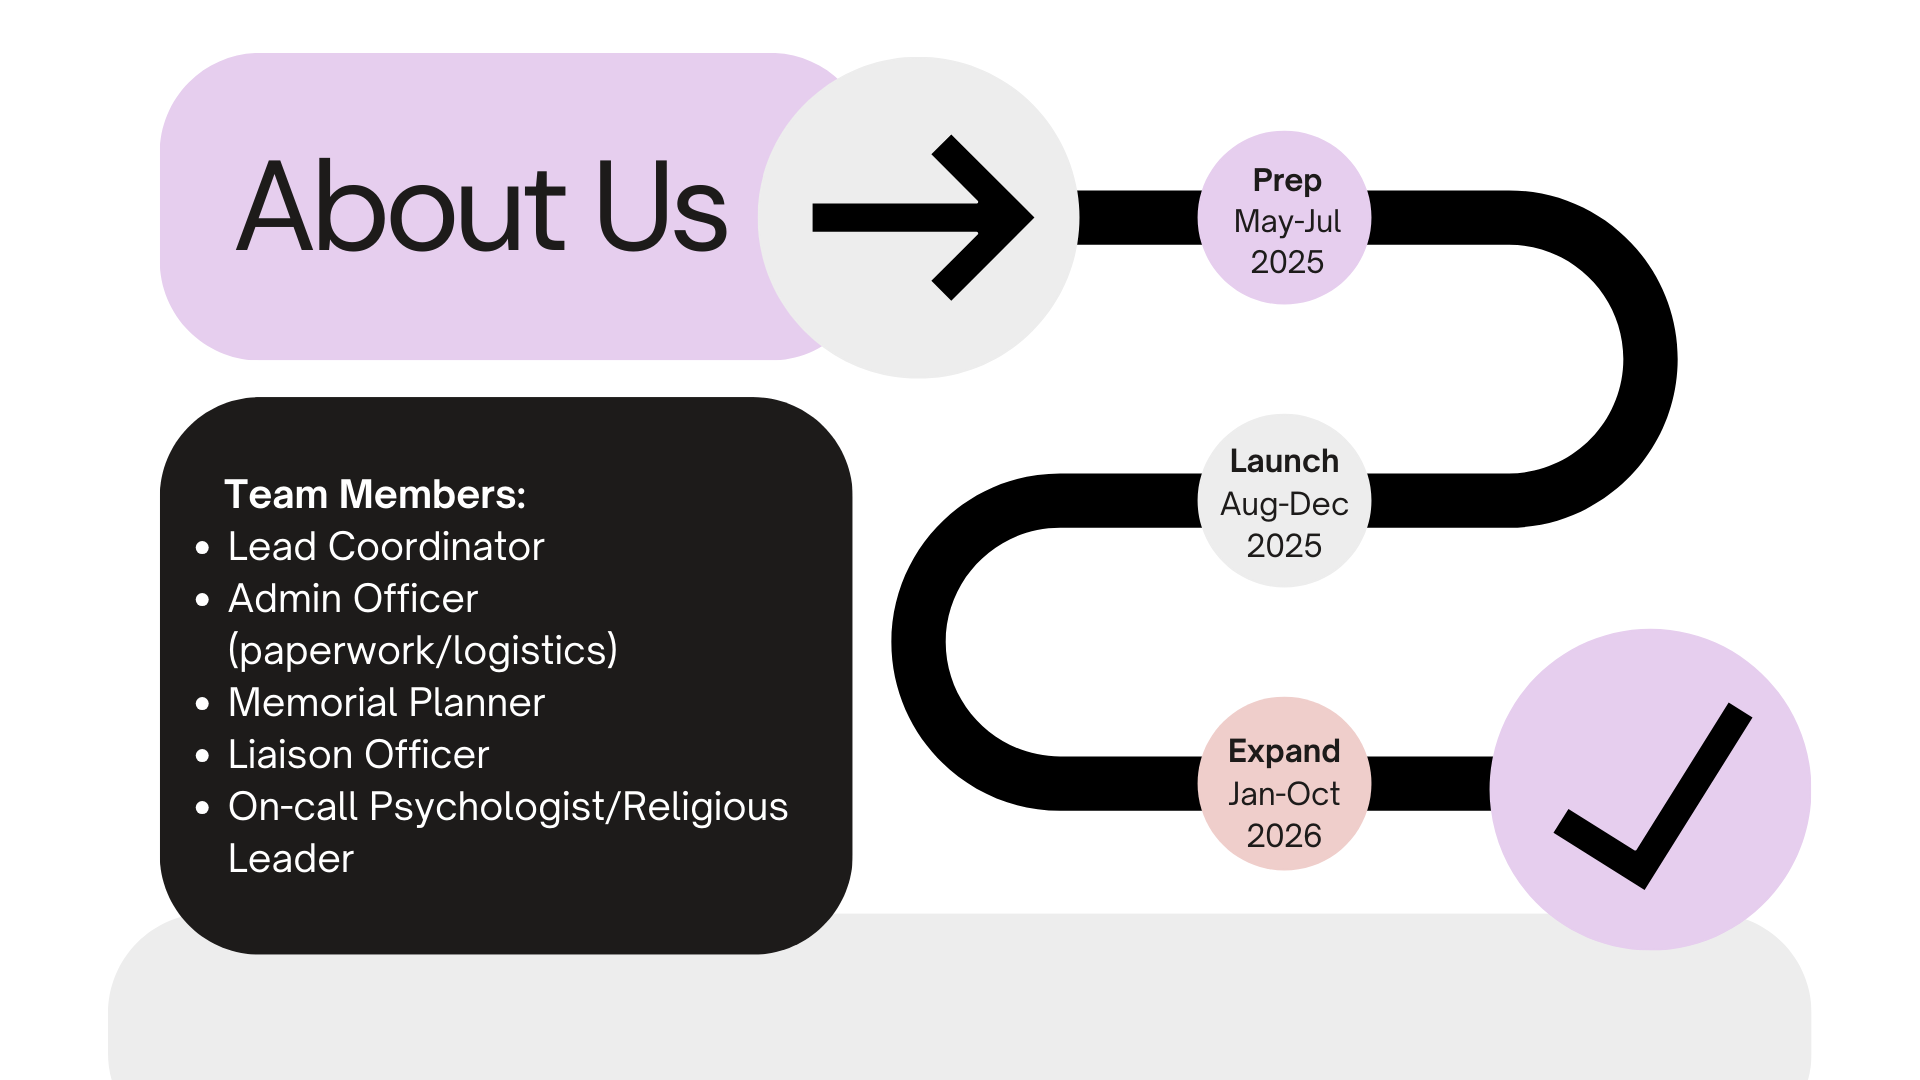 About Us
Prep
May-Jul
2025
Launch
Aug-Dec
2025
Expand
Jan-Oct
2026
Team Members:
• Lead Coordinator
• Admin Officer
(paperwork/logistics)
• Memorial Planner
• Liaison Officer
• On-call Psychologist/Religious
Leader